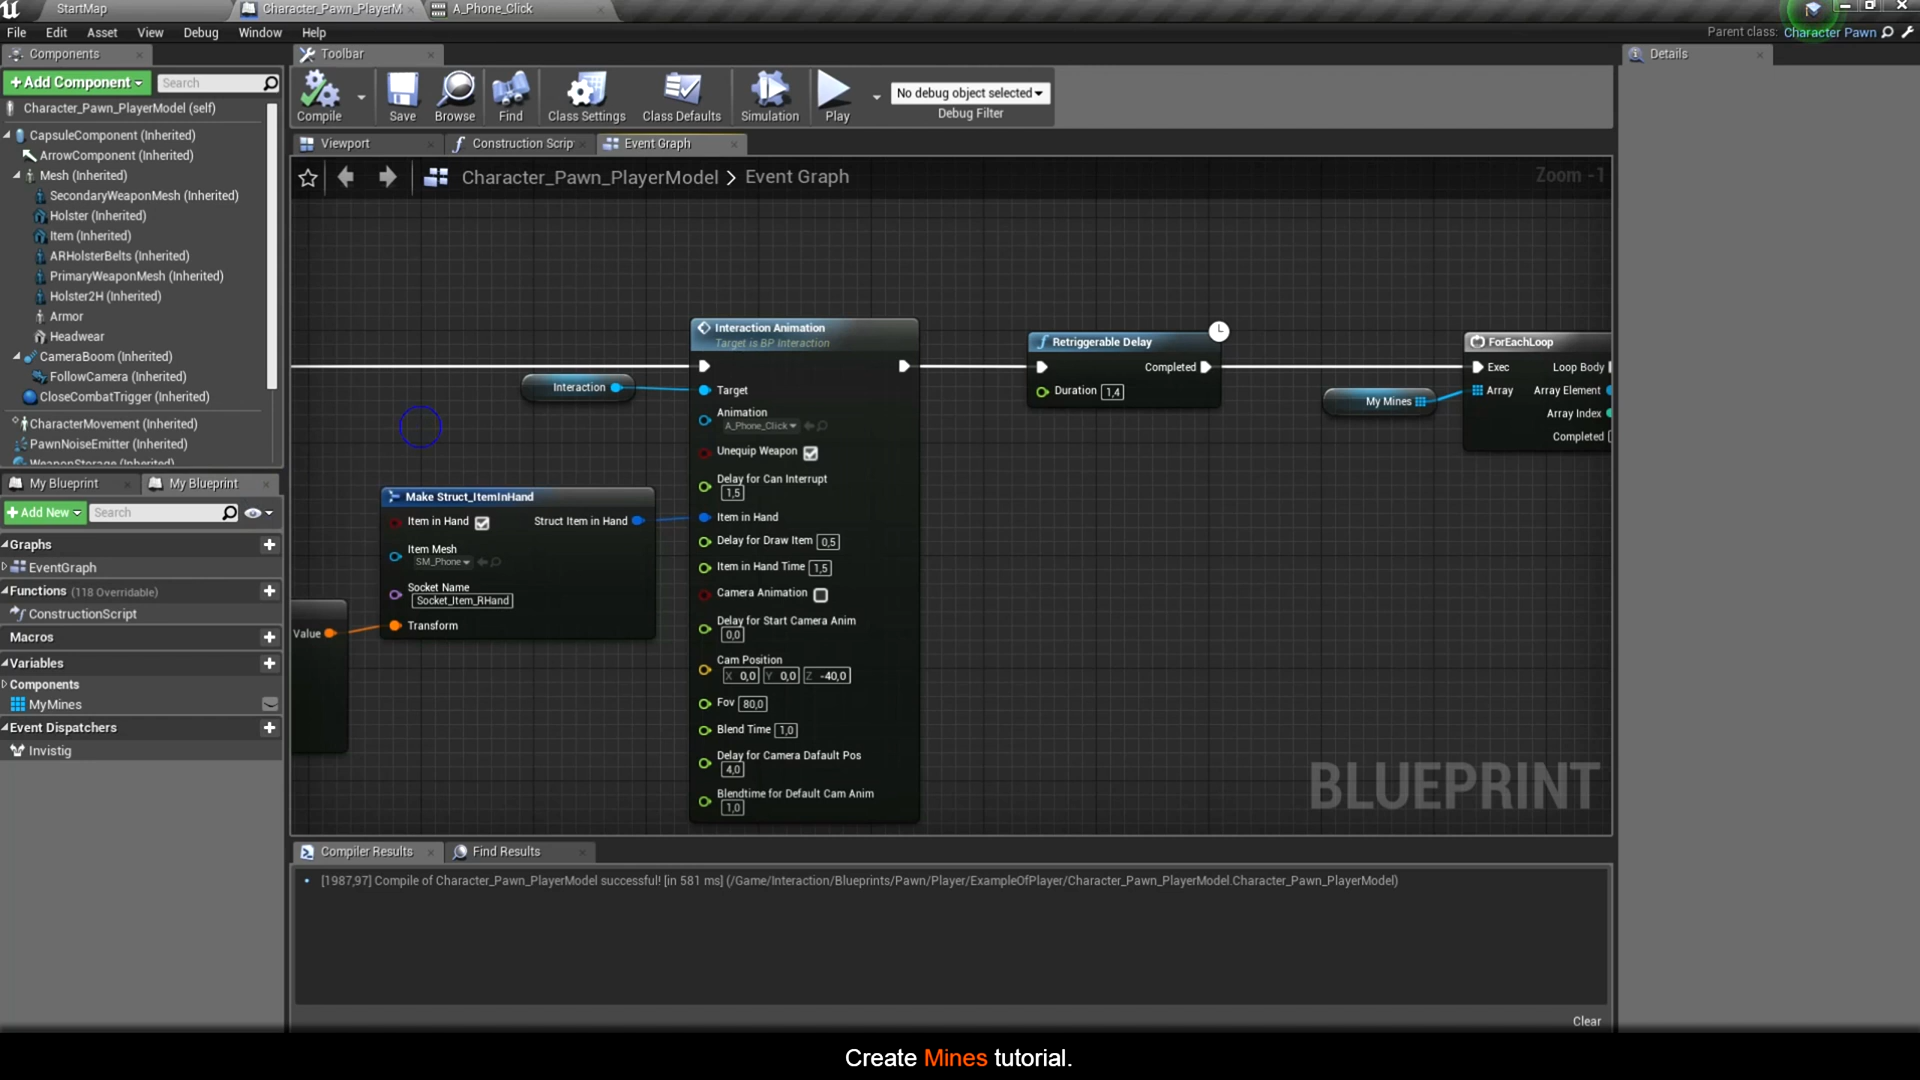 StartMap
Character_Pawn_PlayerM
A_Phone_Click
File Edit Asset View Debug Window Help
Parent class: Character Pawn
Components
Toolbar
Details
+Add Component
Search
Character_Pawn_PlayerModel (self)
CapsuleComponent (Inherited)
ArrowComponent (Inherited)
Mesh (Inherited)
SecondaryWeaponMesh (Inherited)
Holster (Inherited)
Item (Inherited)
ARHolsterBelts (Inherited)
PrimaryWeaponMesh (Inherited)
Holster2H (Inherited)
Armor
Headwear
CameraBoom (Inherited)
FollowCamera (Inherited)
CloseCombatTrigger (Inherited)
CharacterMovement (Inherited)
PawnNoiseEmitter (Inherited)
WeaponStorage (Inherited)
Compile
Save
Browse
Find
Class Settings
Class Defaults
Simulation
Play
No debug object selected
Debug Filter
Viewport
Construction Scrip
Event Graph
Character_Pawn_PlayerModel > Event Graph
Zoom -1
My Blueprint
My Blueprint
+Add New
Search
Graphs
EventGraph
Functions (118 Overridable)
ConstructionScript
Macros
Variables
Components
MyMines
Event Dispatchers
Invistig
Value
Interaction
Make Struct_ItemInHand
Item in Hand
Struct Item in Hand
Item Mesh
SM_Phone
Socket Name
Socket_Item_RHand
Transform
Interaction Animation
Target is BP Interaction
Target
Animation
A_Phone_Click
Unequip Weapon
Delay for Can Interrupt
1,5
Item in Hand
Delay for Draw Item 0,5
Item in Hand Time 1,5
Camera Animation
Delay for Start Camera Anim
0,0
Cam Position
X 0,0 Y 0,0 Z -40,0
Fov 80,0
Blend Time 1,0
Delay for Camera Dafault Pos
4,0
Blendtime for Default Cam Anim
1,0
Retriggerable Delay
Completed
Duration 1,4
My Mines
ForEachLoop
Exec
Loop Body
Array
Array Element
Array Index
Completed
BLUEPRINT
Compiler Results
Find Results
[1987,97] Compile of Character_Pawn_PlayerModel successful! [in 581 ms] (/Game/Interaction/Blueprints/Pawn/Player/ExampleOfPlayer/Character_Pawn_PlayerModel.Character_Pawn_PlayerModel)
Clear
Create Mines tutorial.